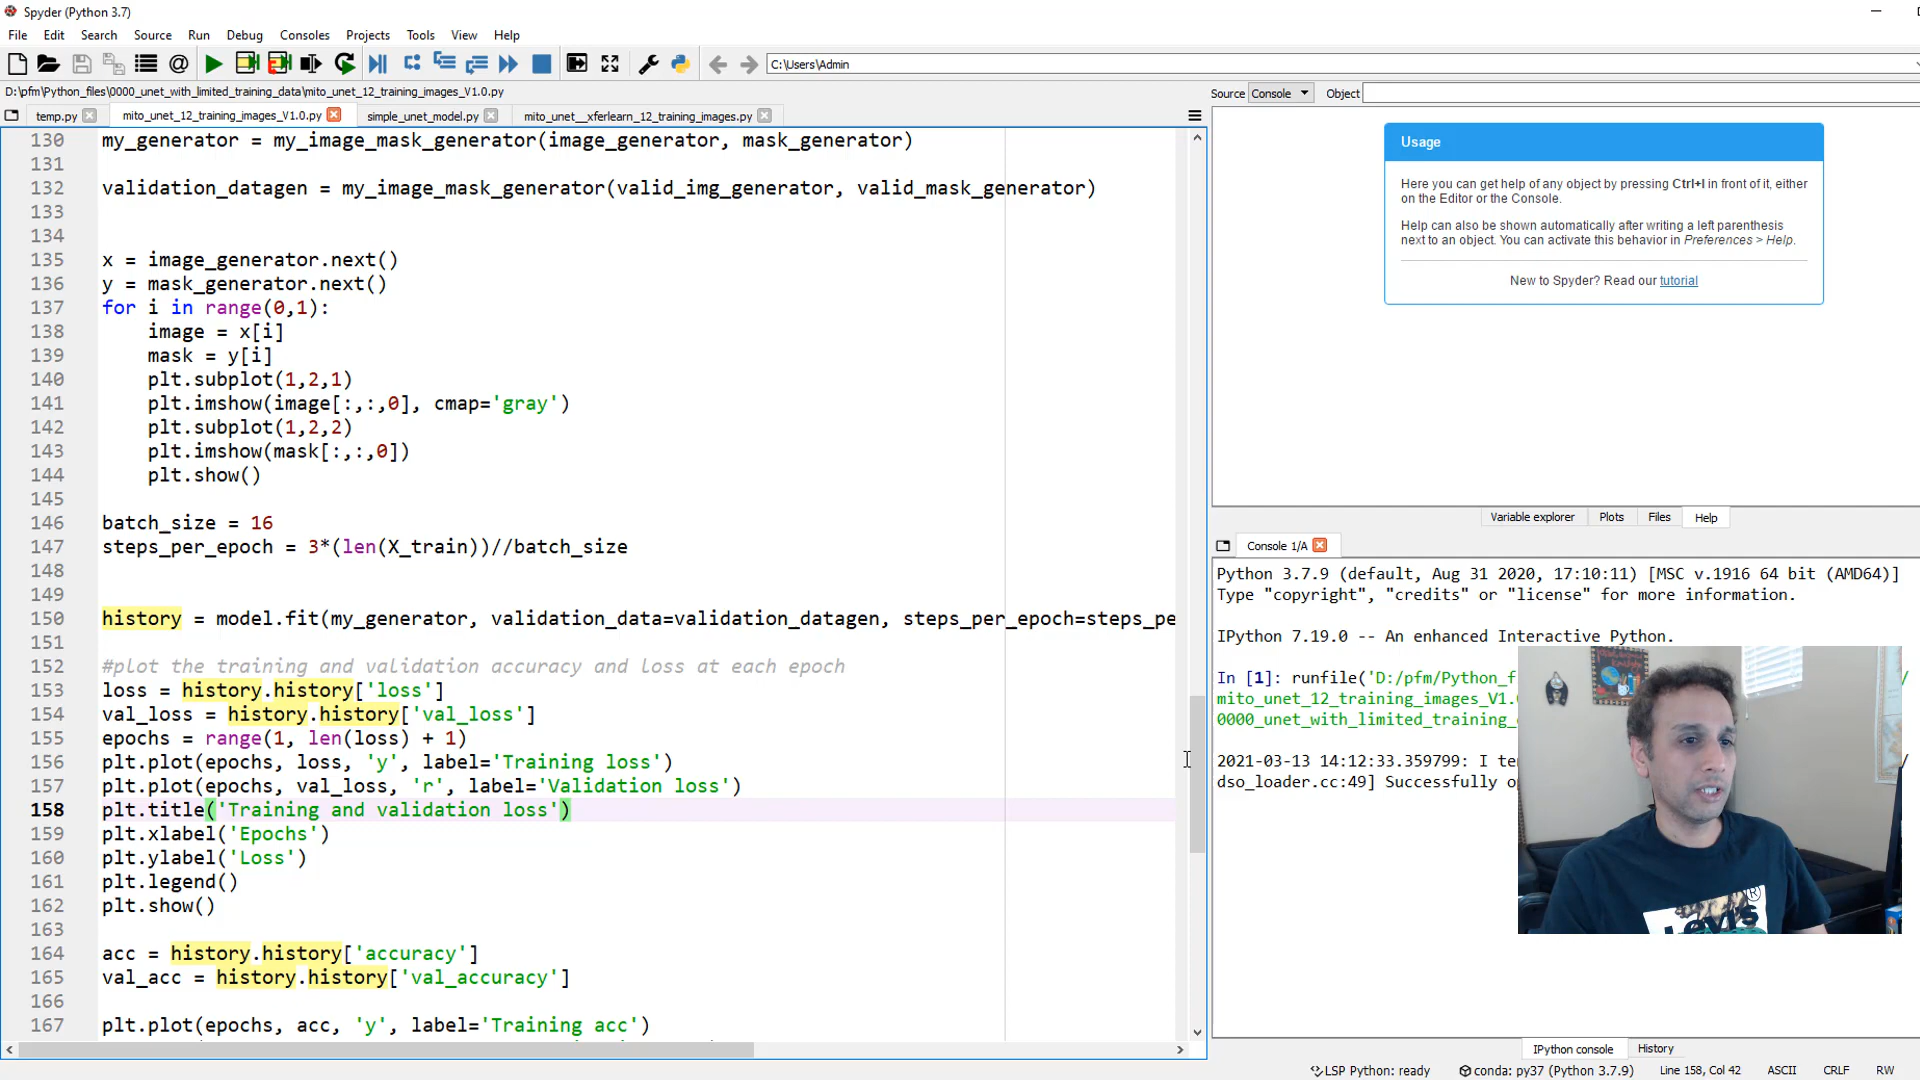 Spyder (Python 3.7)
File Edit Search Source Run Debug Consoles Projects Tools View Help
C:\Users\Admin
D:\pfm\Python_files\0000_unet_with_limited_training_data\mito_unet_12_training_images_V1.0.py
temp.py mito_unet_12_training_images_V1.0.py simple_unet_model.py mito_unet__xferlearn_12_training_images.py
130 my_generator = my_image_mask_generator(image_generator, mask_generator)
131
132 validation_datagen = my_image_mask_generator(valid_img_generator, valid_mask_generator)
133
134
135 x = image_generator.next()
136 y = mask_generator.next()
137 for i in range(0,1):
138 image = x[i]
139 mask = y[i]
140 plt.subplot(1,2,1)
141 plt.imshow(image[:,:,0], cmap='gray')
142 plt.subplot(1,2,2)
143 plt.imshow(mask[:,:,0])
144 plt.show()
145
146 batch_size = 16
147 steps_per_epoch = 3*(len(X_train))//batch_size
148
149
150 history = model.fit(my_generator, validation_data=validation_datagen, steps_per_epoch=steps_pe
151
152 #plot the training and validation accuracy and loss at each epoch
153 loss = history.history['loss']
154 val_loss = history.history['val_loss']
155 epochs = range(1, len(loss) + 1)
156 plt.plot(epochs, loss, 'y', label='Training loss')
157 plt.plot(epochs, val_loss, 'r', label='Validation loss')
158 plt.title('Training and validation loss')
159 plt.xlabel('Epochs')
160 plt.ylabel('Loss')
161 plt.legend()
162 plt.show()
163
164 acc = history.history['accuracy']
165 val_acc = history.history['val_accuracy']
166
167 plt.plot(epochs, acc, 'y', label='Training acc')
Source Console Object
Usage
Here you can get help of any object by pressing Ctrl+I in front of it, either
on the Editor or the Console.
Help can also be shown automatically after writing a left parenthesis
next to an object. You can activate this behavior in Preferences > Help.
New to Spyder? Read our tutorial
Variable explorer Plots Files Help
Console 1/A
Python 3.7.9 (default, Aug 31 2020, 17:10:11) [MSC v.1916 64 bit (AMD64)]
Type "copyright", "credits" or "license" for more information.
IPython 7.19.0 -- An enhanced Interactive Python.
In [1]: runfile('D:/pfm/Python_f
mito_unet_12_training_images_V1.
0000_unet_with_limited_training_
2021-03-13 14:12:33.359799: I te
dso_loader.cc:49] Successfully op
Levi's
IPython console History
LSP Python: ready conda: py37 (Python 3.7.9) Line 158, Col 42 ASCII CRLF RW